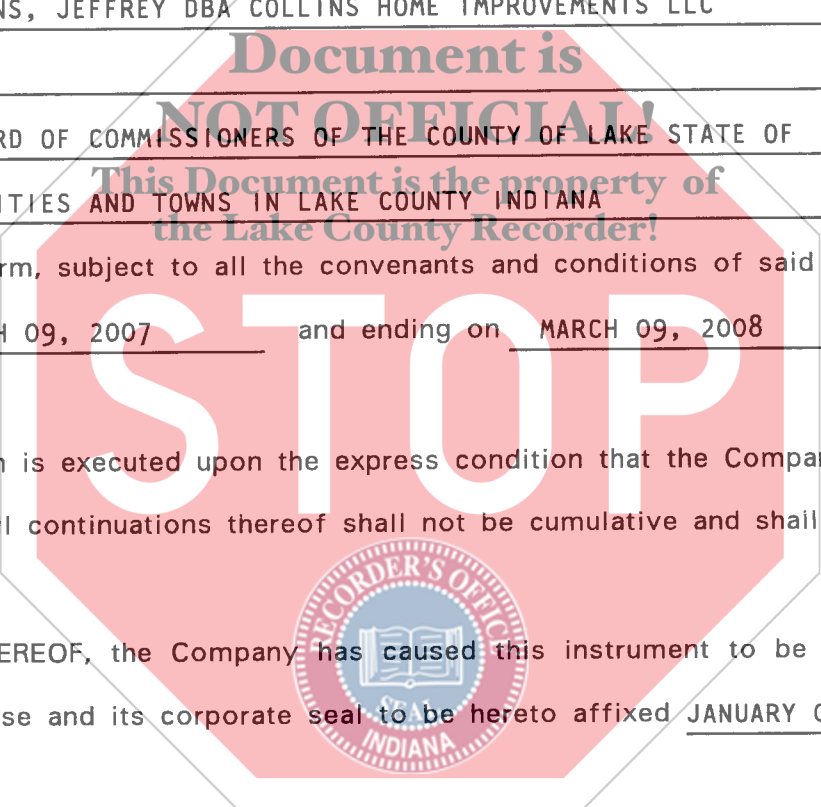 NS, JEFFREY DBA COLLINS HOME IMPROVEMENTS LLC
Document is
NOT OFFICIAL!
RD OF COMMISSIONERS OF THE COUNTY OF LAKE STATE OF
This Document is the property of
ITIES AND TOWNS IN LAKE COUNTY INDIANA
the Lake County Recorder!
rm, subject to all the convenants and conditions of said
H 09, 2007 and ending on MARCH 09, 2008
STOP
n is executed upon the express condition that the Compan
l continuations thereof shall not be cumulative and shall
RECORDER'S OFFICE
EREOF, the Company has caused this instrument to be
SEAL
se and its corporate seal to be hereto affixed JANUARY 0
INDIANA